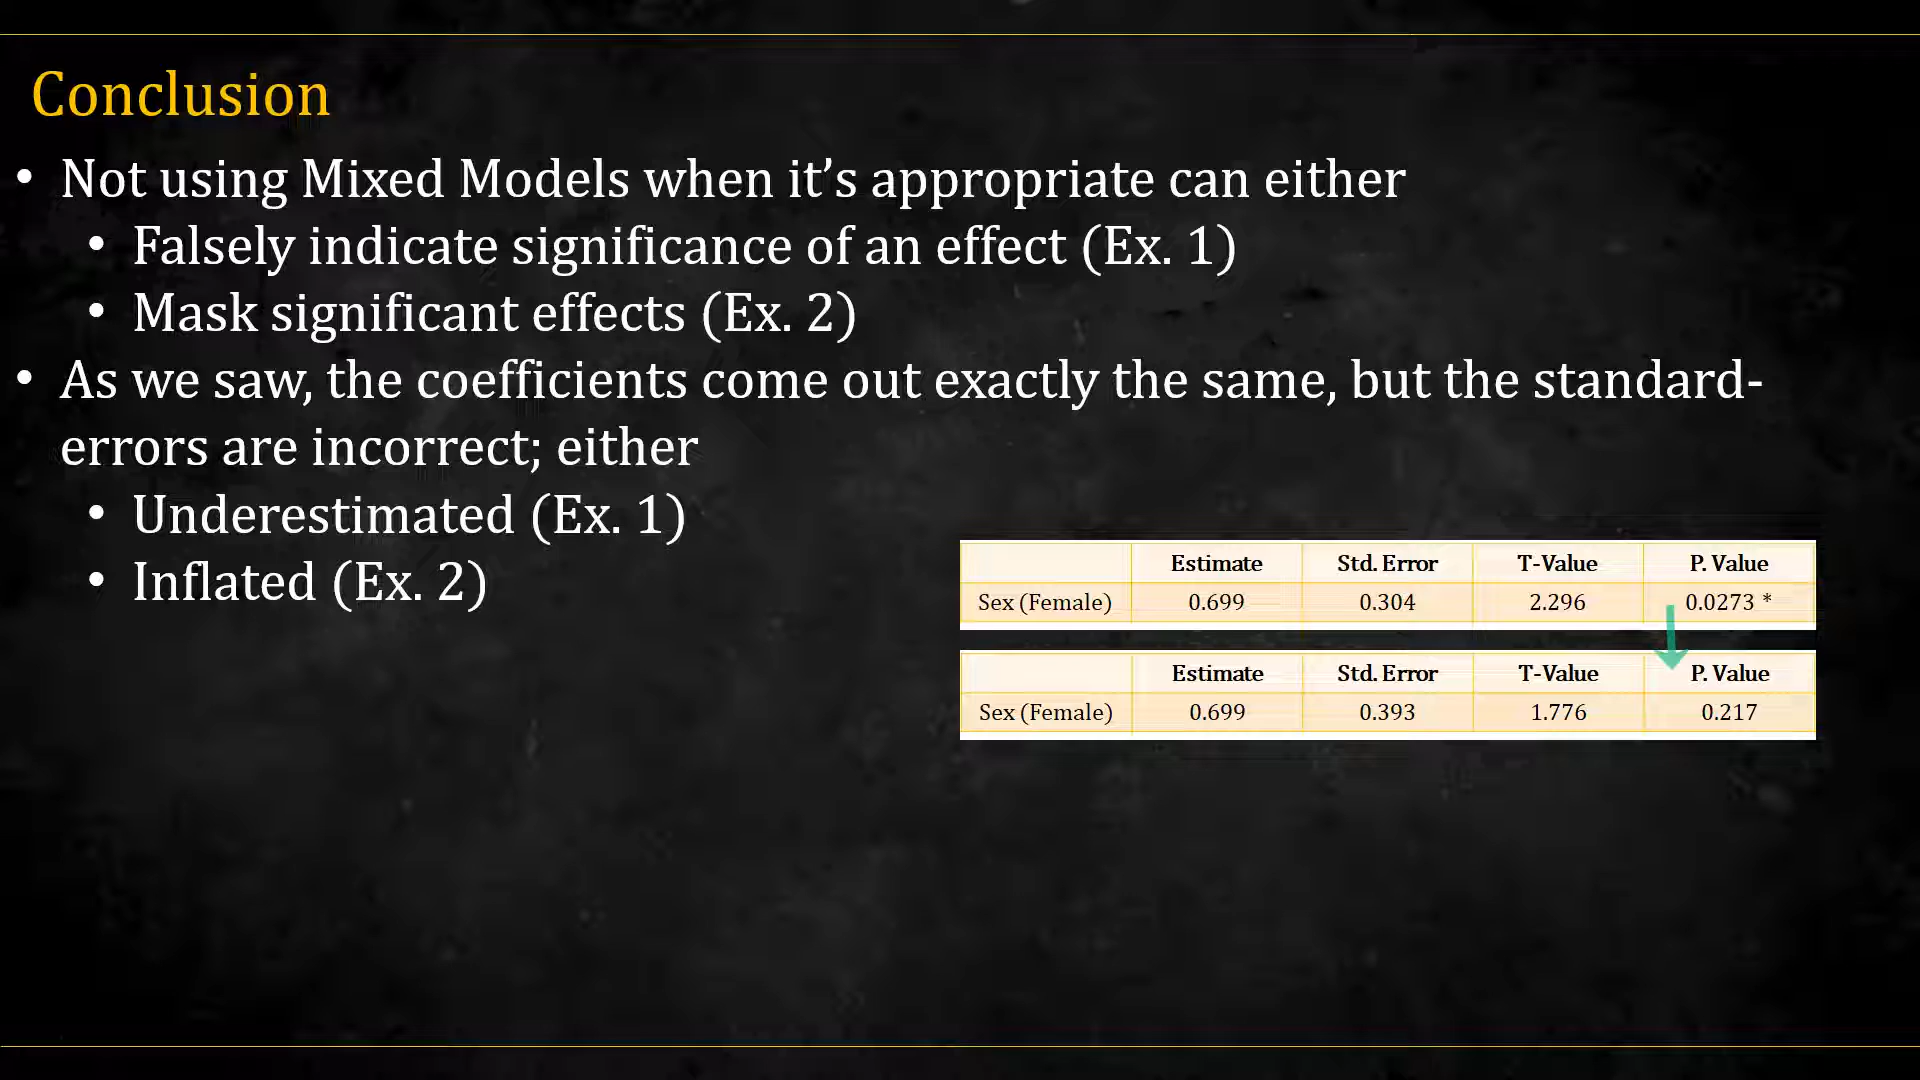 Conclusion
• Not using Mixed Models when it’s appropriate can either
• Falsely indicate significance of an effect (Ex. 1)
• Mask significant effects (Ex. 2)
• As we saw, the coefficients come out exactly the same, but the standard-
errors are incorrect; either
• Underestimated (Ex. 1)
• Inflated (Ex. 2)
Estimate Std. Error T-Value P. Value
Sex (Female) 0.699 0.304 2.296 0.0273 *
Estimate Std. Error T-Value P. Value
Sex (Female) 0.699 0.393 1.776 0.217